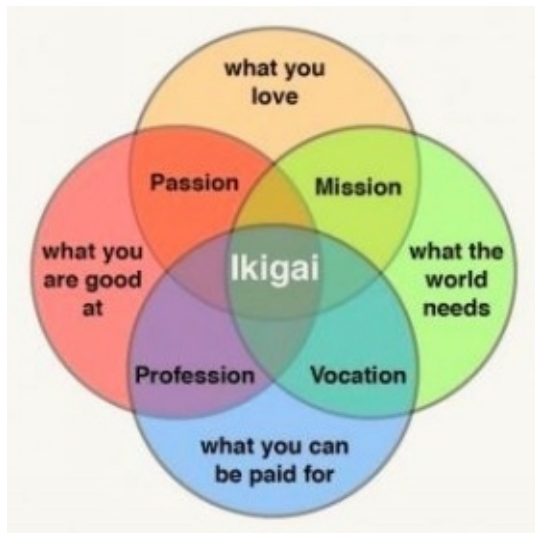 what you
love
Passion
Mission
what you
are good
at
Ikigai
what the
world
needs
Profession
Vocation
what you can
be paid for